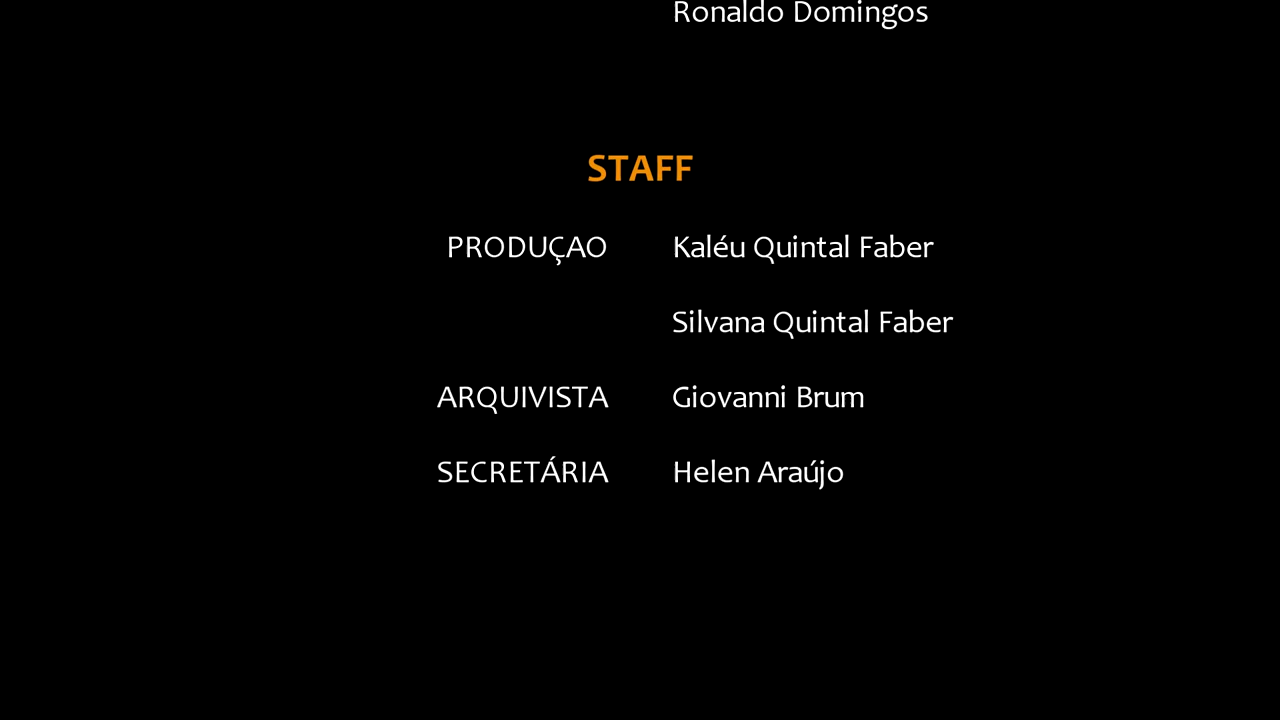 Ronaldo Domingos
STAFF
PRODUÇAO Kaléu Quintal Faber
Silvana Quintal Faber
ARQUIVISTA Giovanni Brum
SECRETÁRIA Helen Araújo